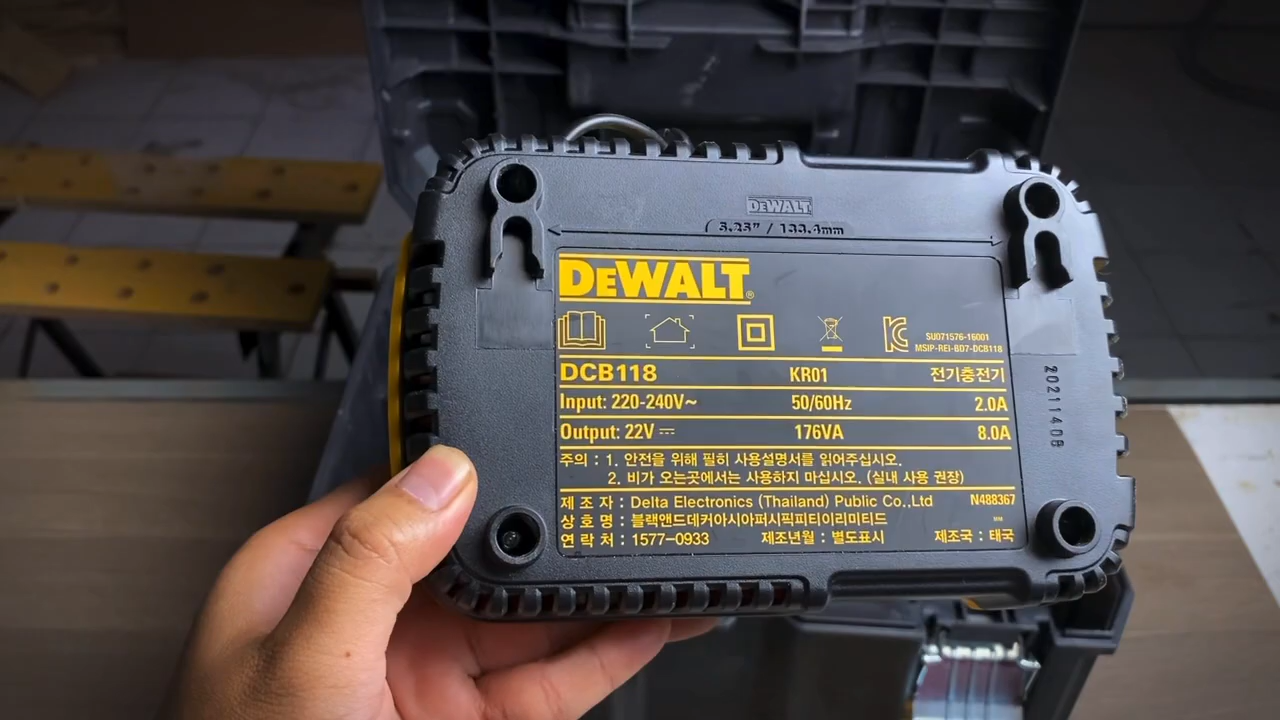 DEWALT
5.25" / 133.4mm
DEWALT®
SU071576-16001
MSIP-REI-BD7-DCB118
DCB118 KR01 전기충전기
Input: 220-240V~ 50/60Hz 2.0A
Output: 22V ⎓ 176VA 8.0A
주의 : 1. 안전을 위해 필히 사용설명서를 읽어주십시오.
2. 비가 오는곳에서는 사용하지 마십시오. (실내 사용 권장)
제 조 자 : Delta Electronics (Thailand) Public Co.,Ltd N488367
상 호 명 : 블랙앤드데커아시아퍼시픽피티이리미티드
연 락 처 : 1577-0933 제조년월 : 별도표시 제조국 : 태국